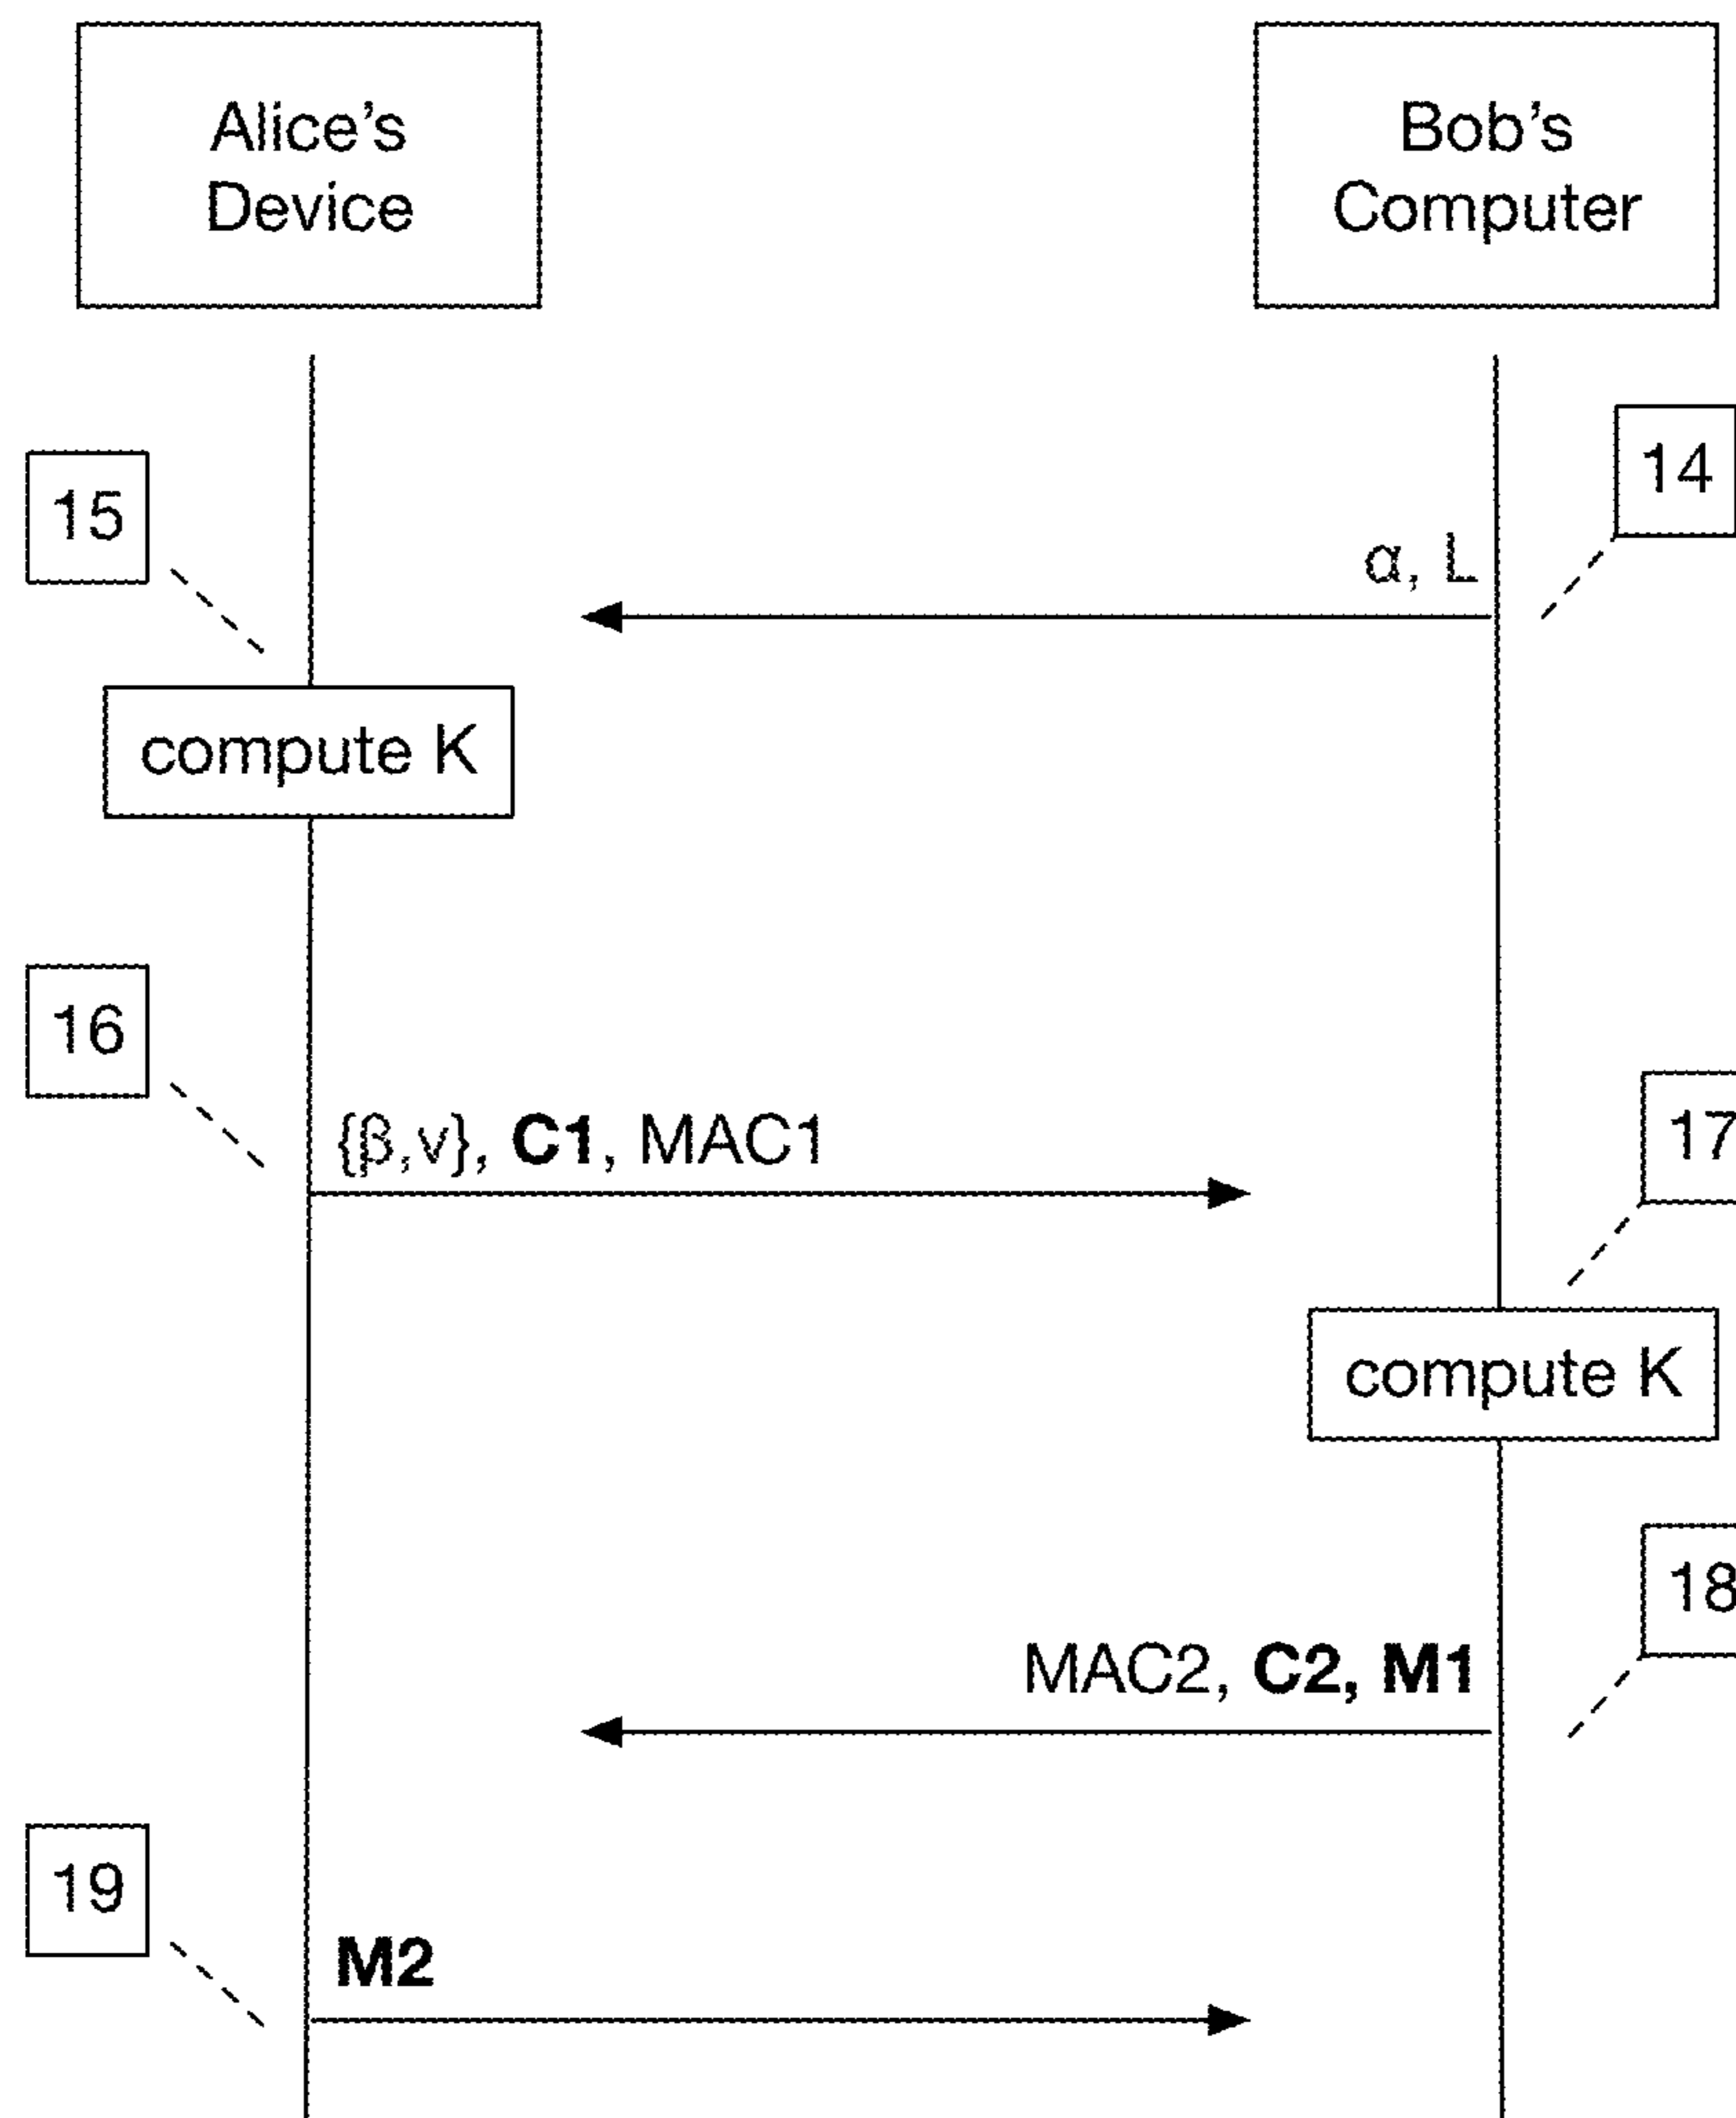 Alice's
Device
Bob's
Computer
14
15
α, L
compute K
16
{β,v}, C1, MAC1
17
compute K
18
MAC2, C2, M1
19
M2